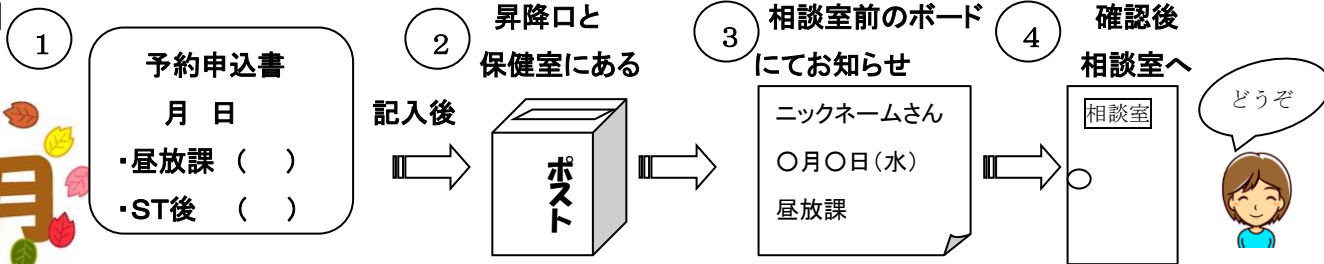 1
予約申込書
月 日
・昼放課 （ ）
・ST後 （ ）
記入後
2
昇降口と
保健室にある
ポスト
3
相談室前のボード
にてお知らせ
ニックネームさん
〇月〇日(水)
昼放課
4
確認後
相談室へ
相談室
どうぞ
月